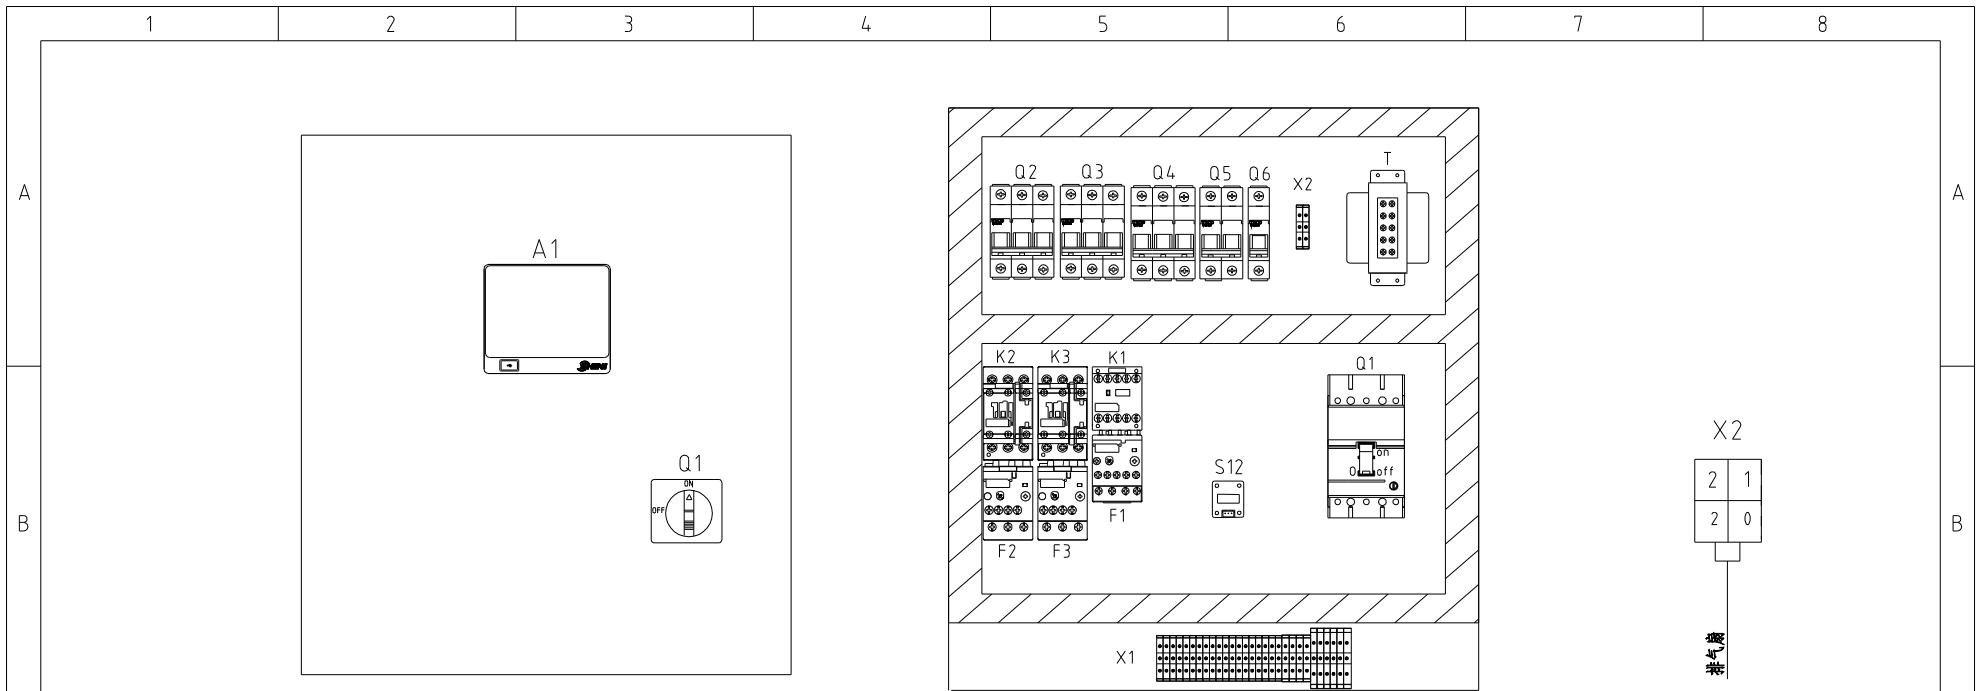 1 2 3 4 5 6 7 8
A A
Q2 Q3 Q4 Q5 Q6 X2 T
A1
SHINI
K2 K3 K1 Q1
on
O off
S12
F1
F2 F3
Q1
ON
OFF
X2
2 1
2 0
B B
X1
排气扇